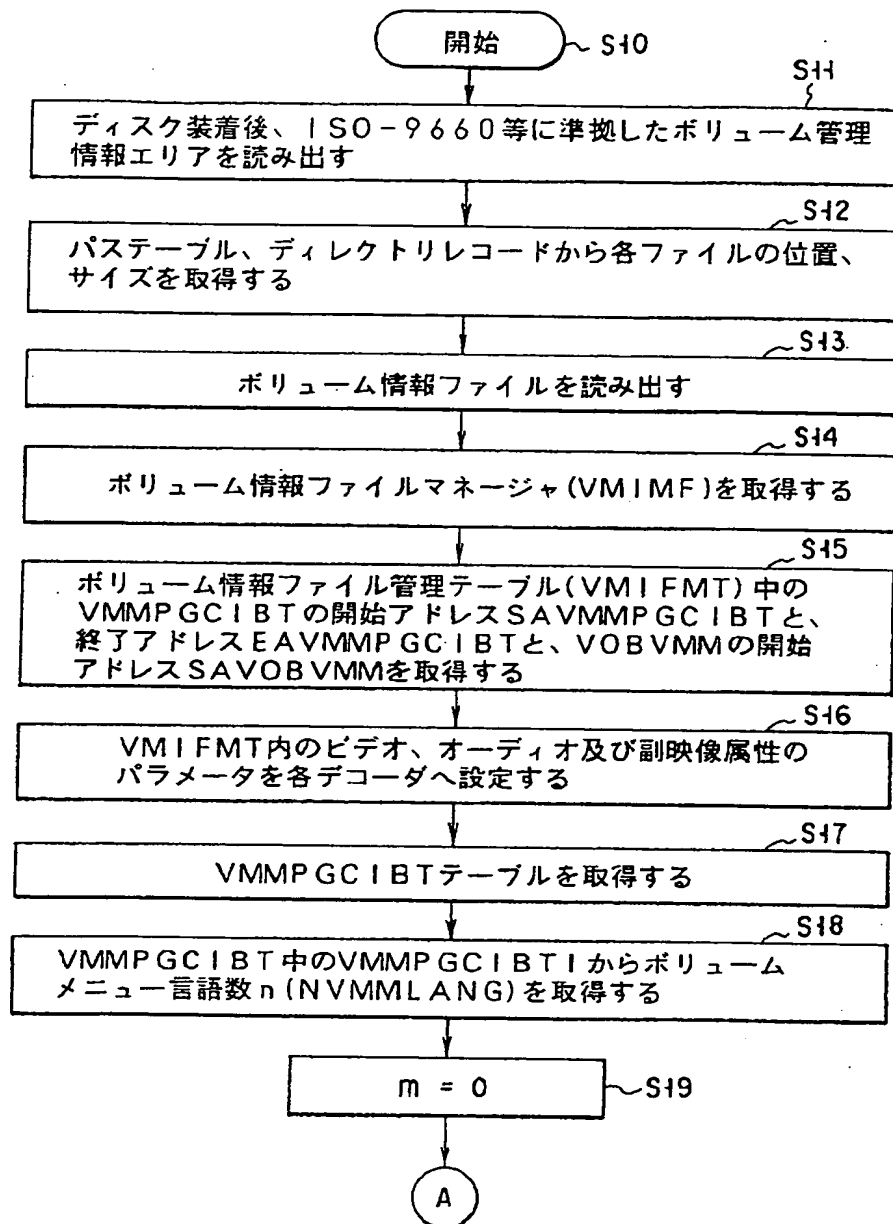 開始
S10
S11
ディスク装着後、ISO-9660等に準拠したボリューム管理
情報エリアを読み出す
S12
パステーブル、ディレクトリレコードから各ファイルの位置、
サイズを取得する
S13
ボリューム情報ファイルを読み出す
S14
ボリューム情報ファイルマネージャ(VMIMF)を取得する
S15
ボリューム情報ファイル管理テーブル(VMIFMT)中の
VMMPGCIBTの開始アドレスSAVMMPGCIBTと、
終了アドレスEAVMMPGCIBTと、VOBVMMの開始
アドレスSAVOBVMMを取得する
S16
VMIFMT内のビデオ、オーディオ及び副映像属性の
パラメータを各デコーダへ設定する
S17
VMMPGCIBTテーブルを取得する
S18
VMMPGCIBT中のVMMPGCIBTIからボリューム
メニュー言語数n(NVMMLANG)を取得する
m = 0
S19
A